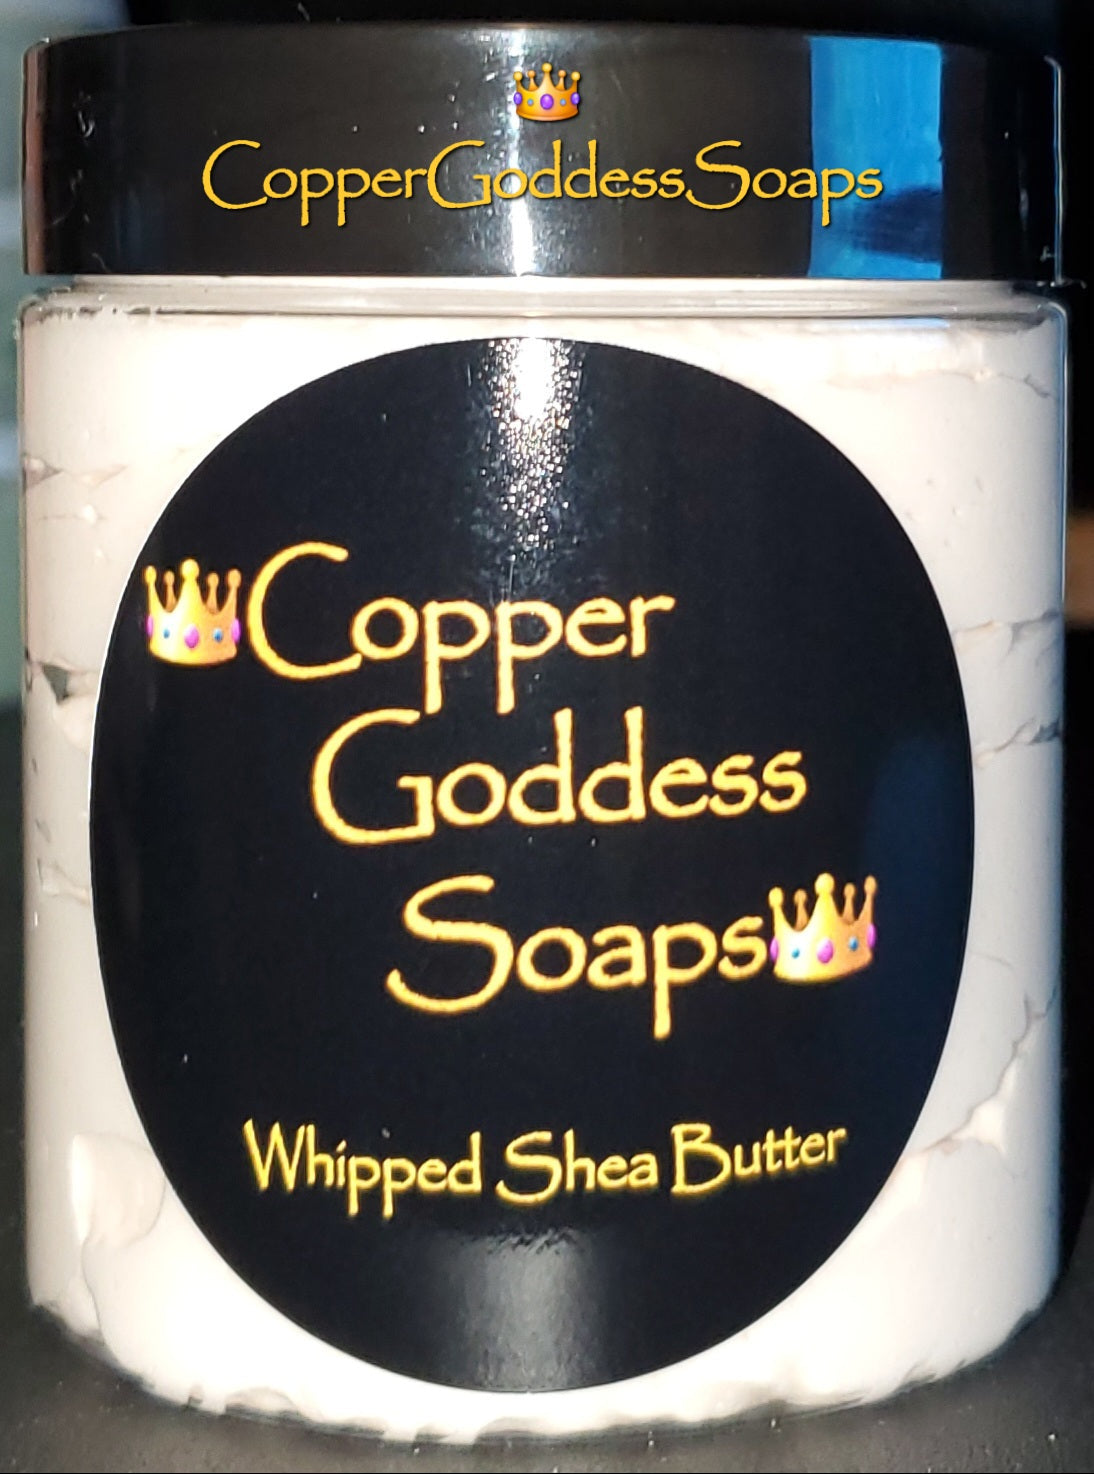 CopperGoddessSoaps
Copper
Goddess
Soaps
Whipped Shea Butter